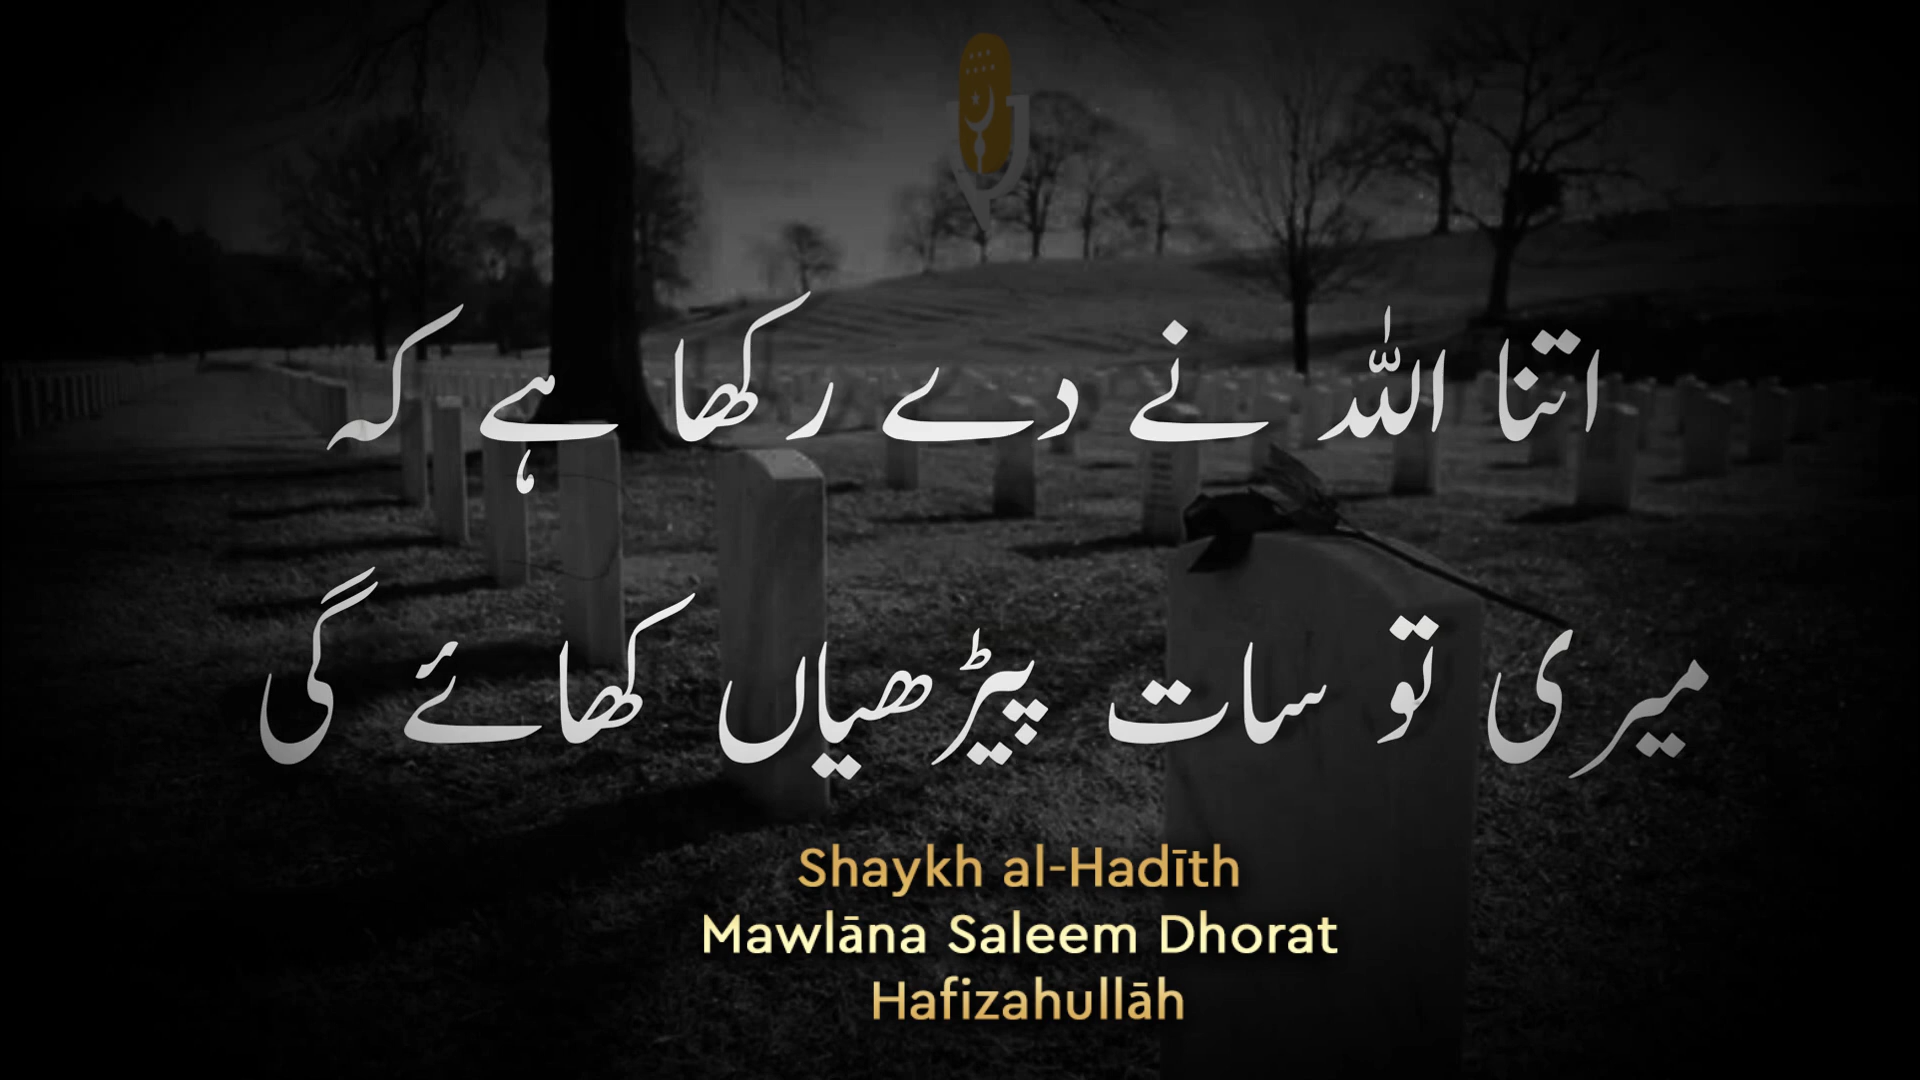 اتنا اللہ نے دے رکھا ہے کہ
میری تو سات پیڑھیاں کھائے گی
Shaykh al-Hadīth
Mawlāna Saleem Dhorat
Hafizahullāh